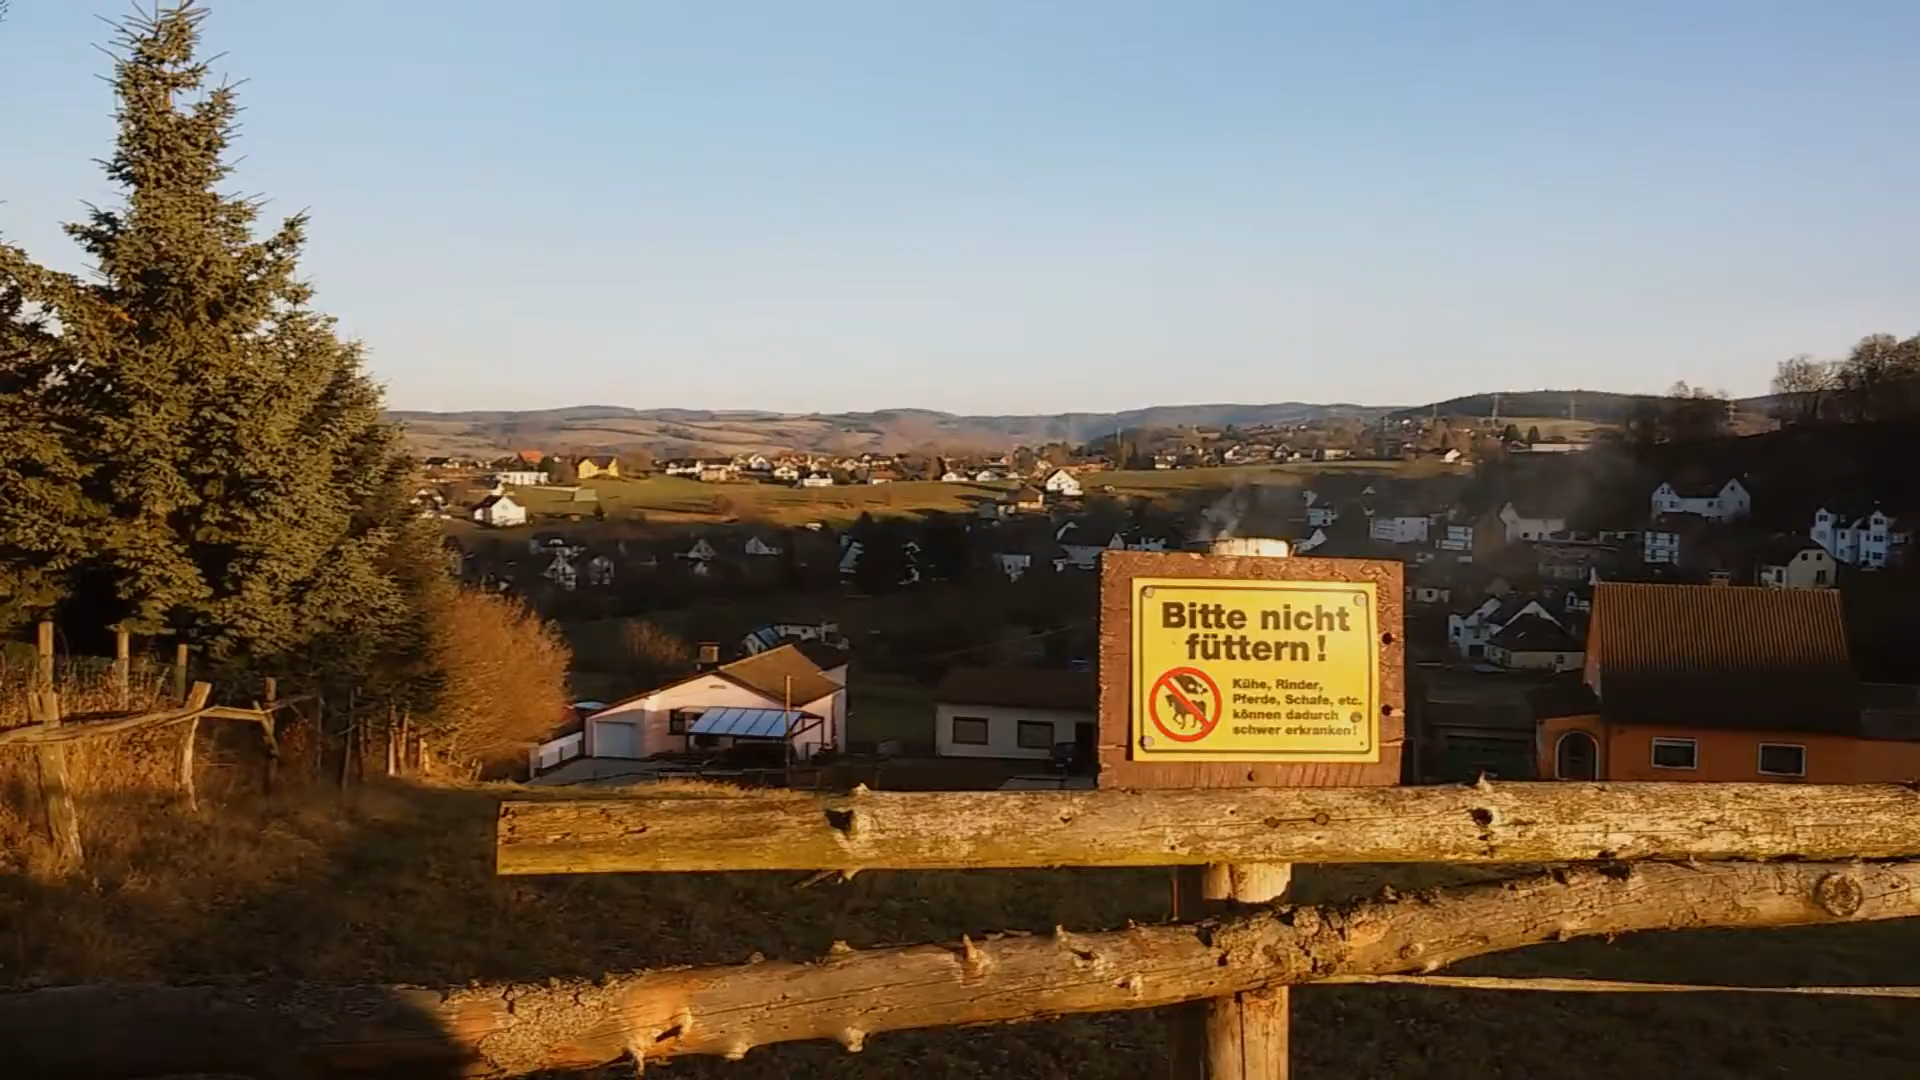 Bitte nicht
füttern!
Kühe, Rinder,
Pferde, Schafe, etc.
können dadurch
schwer erkranken!